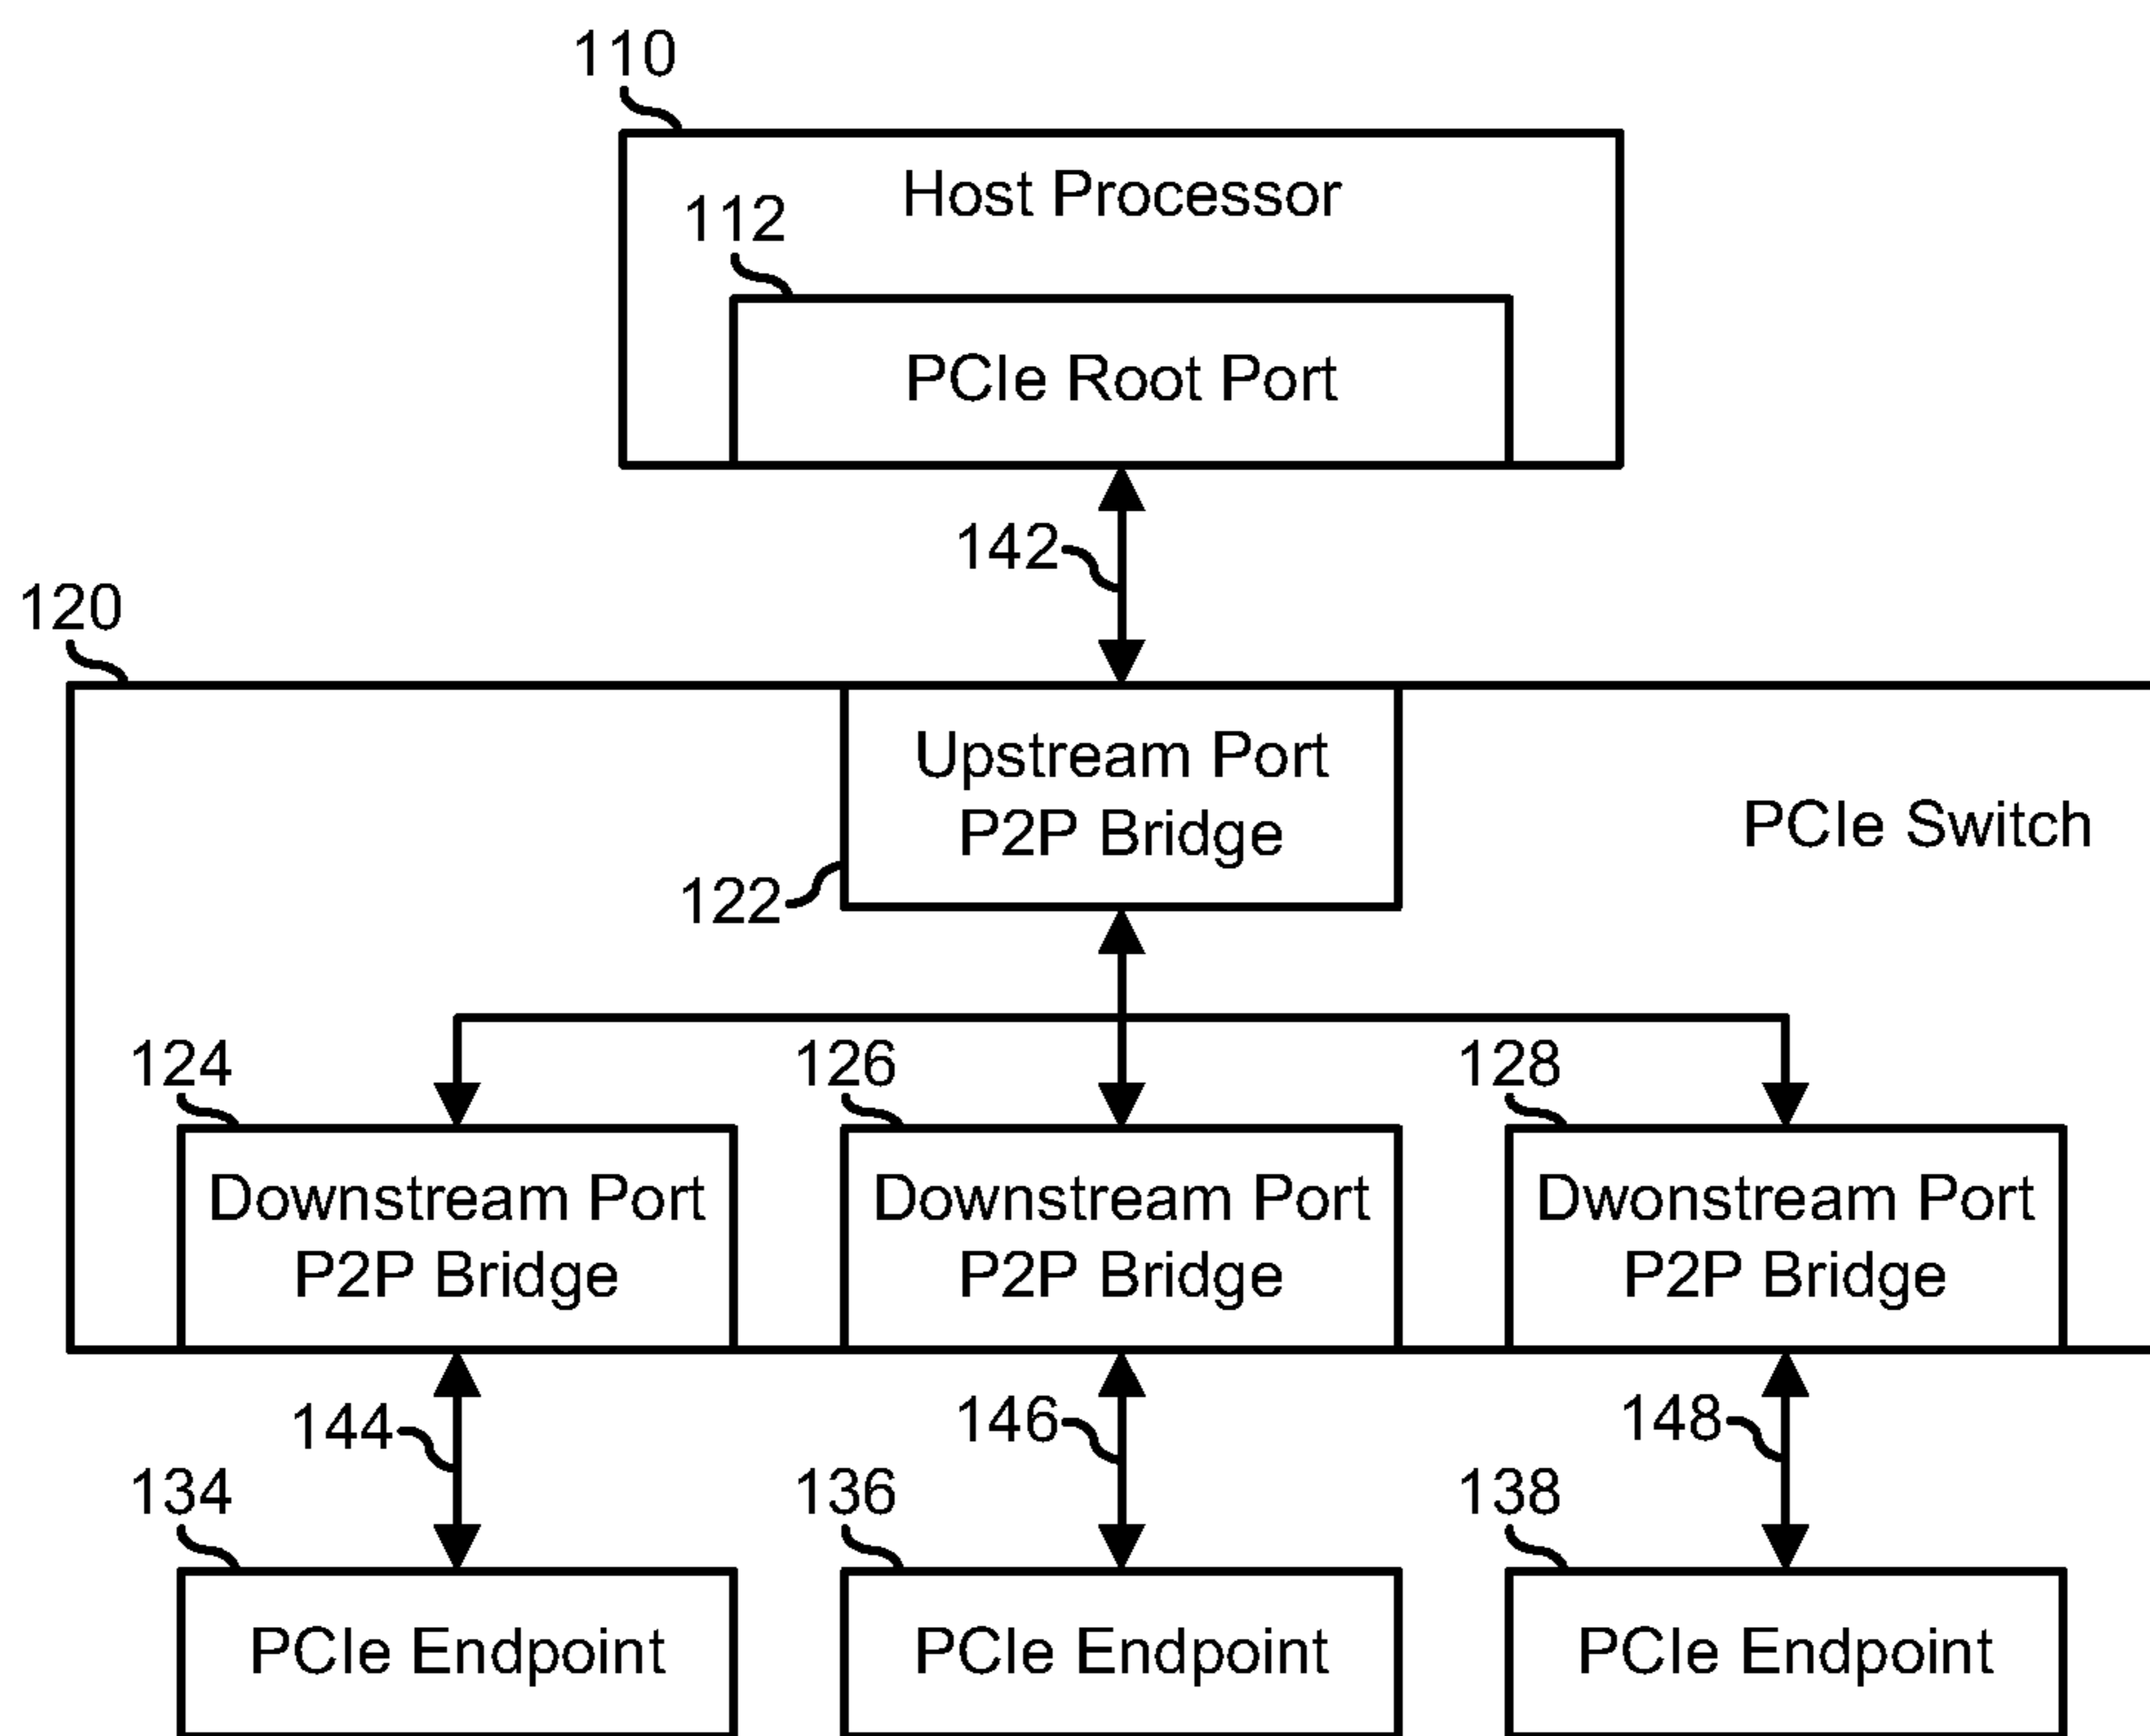 110
Host Processor
112
PCIe Root Port
142
120
Upstream Port
P2P Bridge
PCIe Switch
122
124
126
128
Downstream Port
P2P Bridge
Downstream Port
P2P Bridge
Dwonstream Port
P2P Bridge
144
146
148
134
136
138
PCIe Endpoint
PCIe Endpoint
PCIe Endpoint